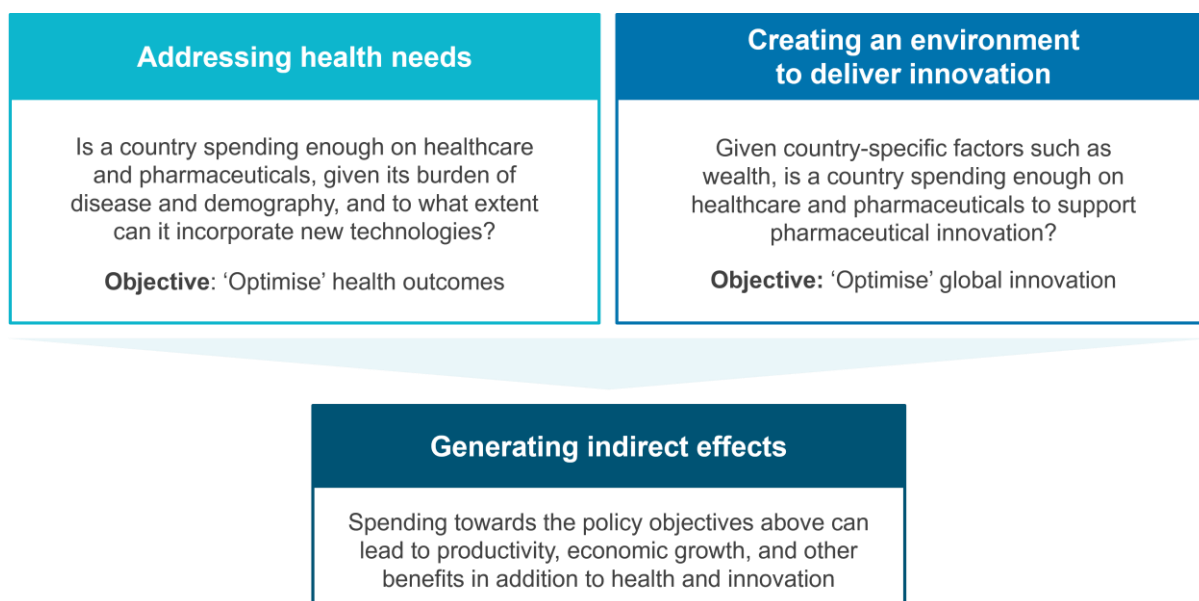 Addressing health needs
Is a country spending enough on healthcare
and pharmaceuticals, given its burden of
disease and demography, and to what extent
can it incorporate new technologies?
Objective: ‘Optimise’ health outcomes
Creating an environment
to deliver innovation
Given country-specific factors such as
wealth, is a country spending enough on
healthcare and pharmaceuticals to support
pharmaceutical innovation?
Objective: ‘Optimise’ global innovation
Generating indirect effects
Spending towards the policy objectives above can
lead to productivity, economic growth, and other
benefits in addition to health and innovation